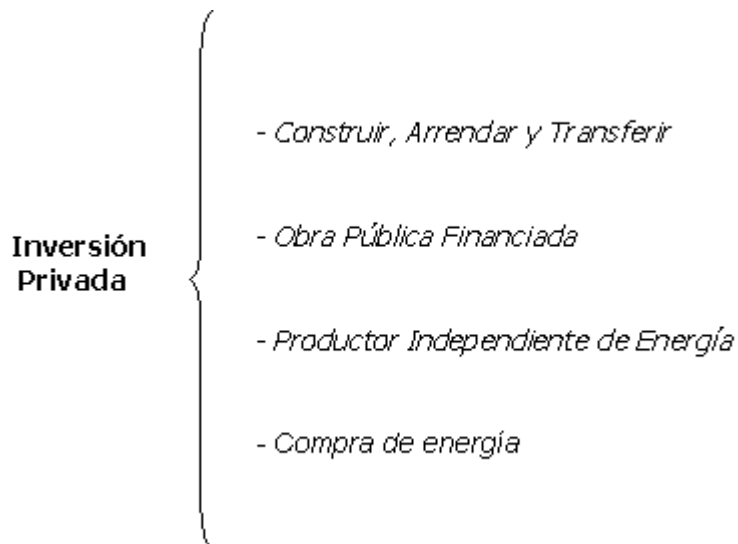 Inversión
Privada
- Construir, Arrendar y Transferir
- Obra Pública Financiada
- Productor Independiente de Energía
- Compra de energía